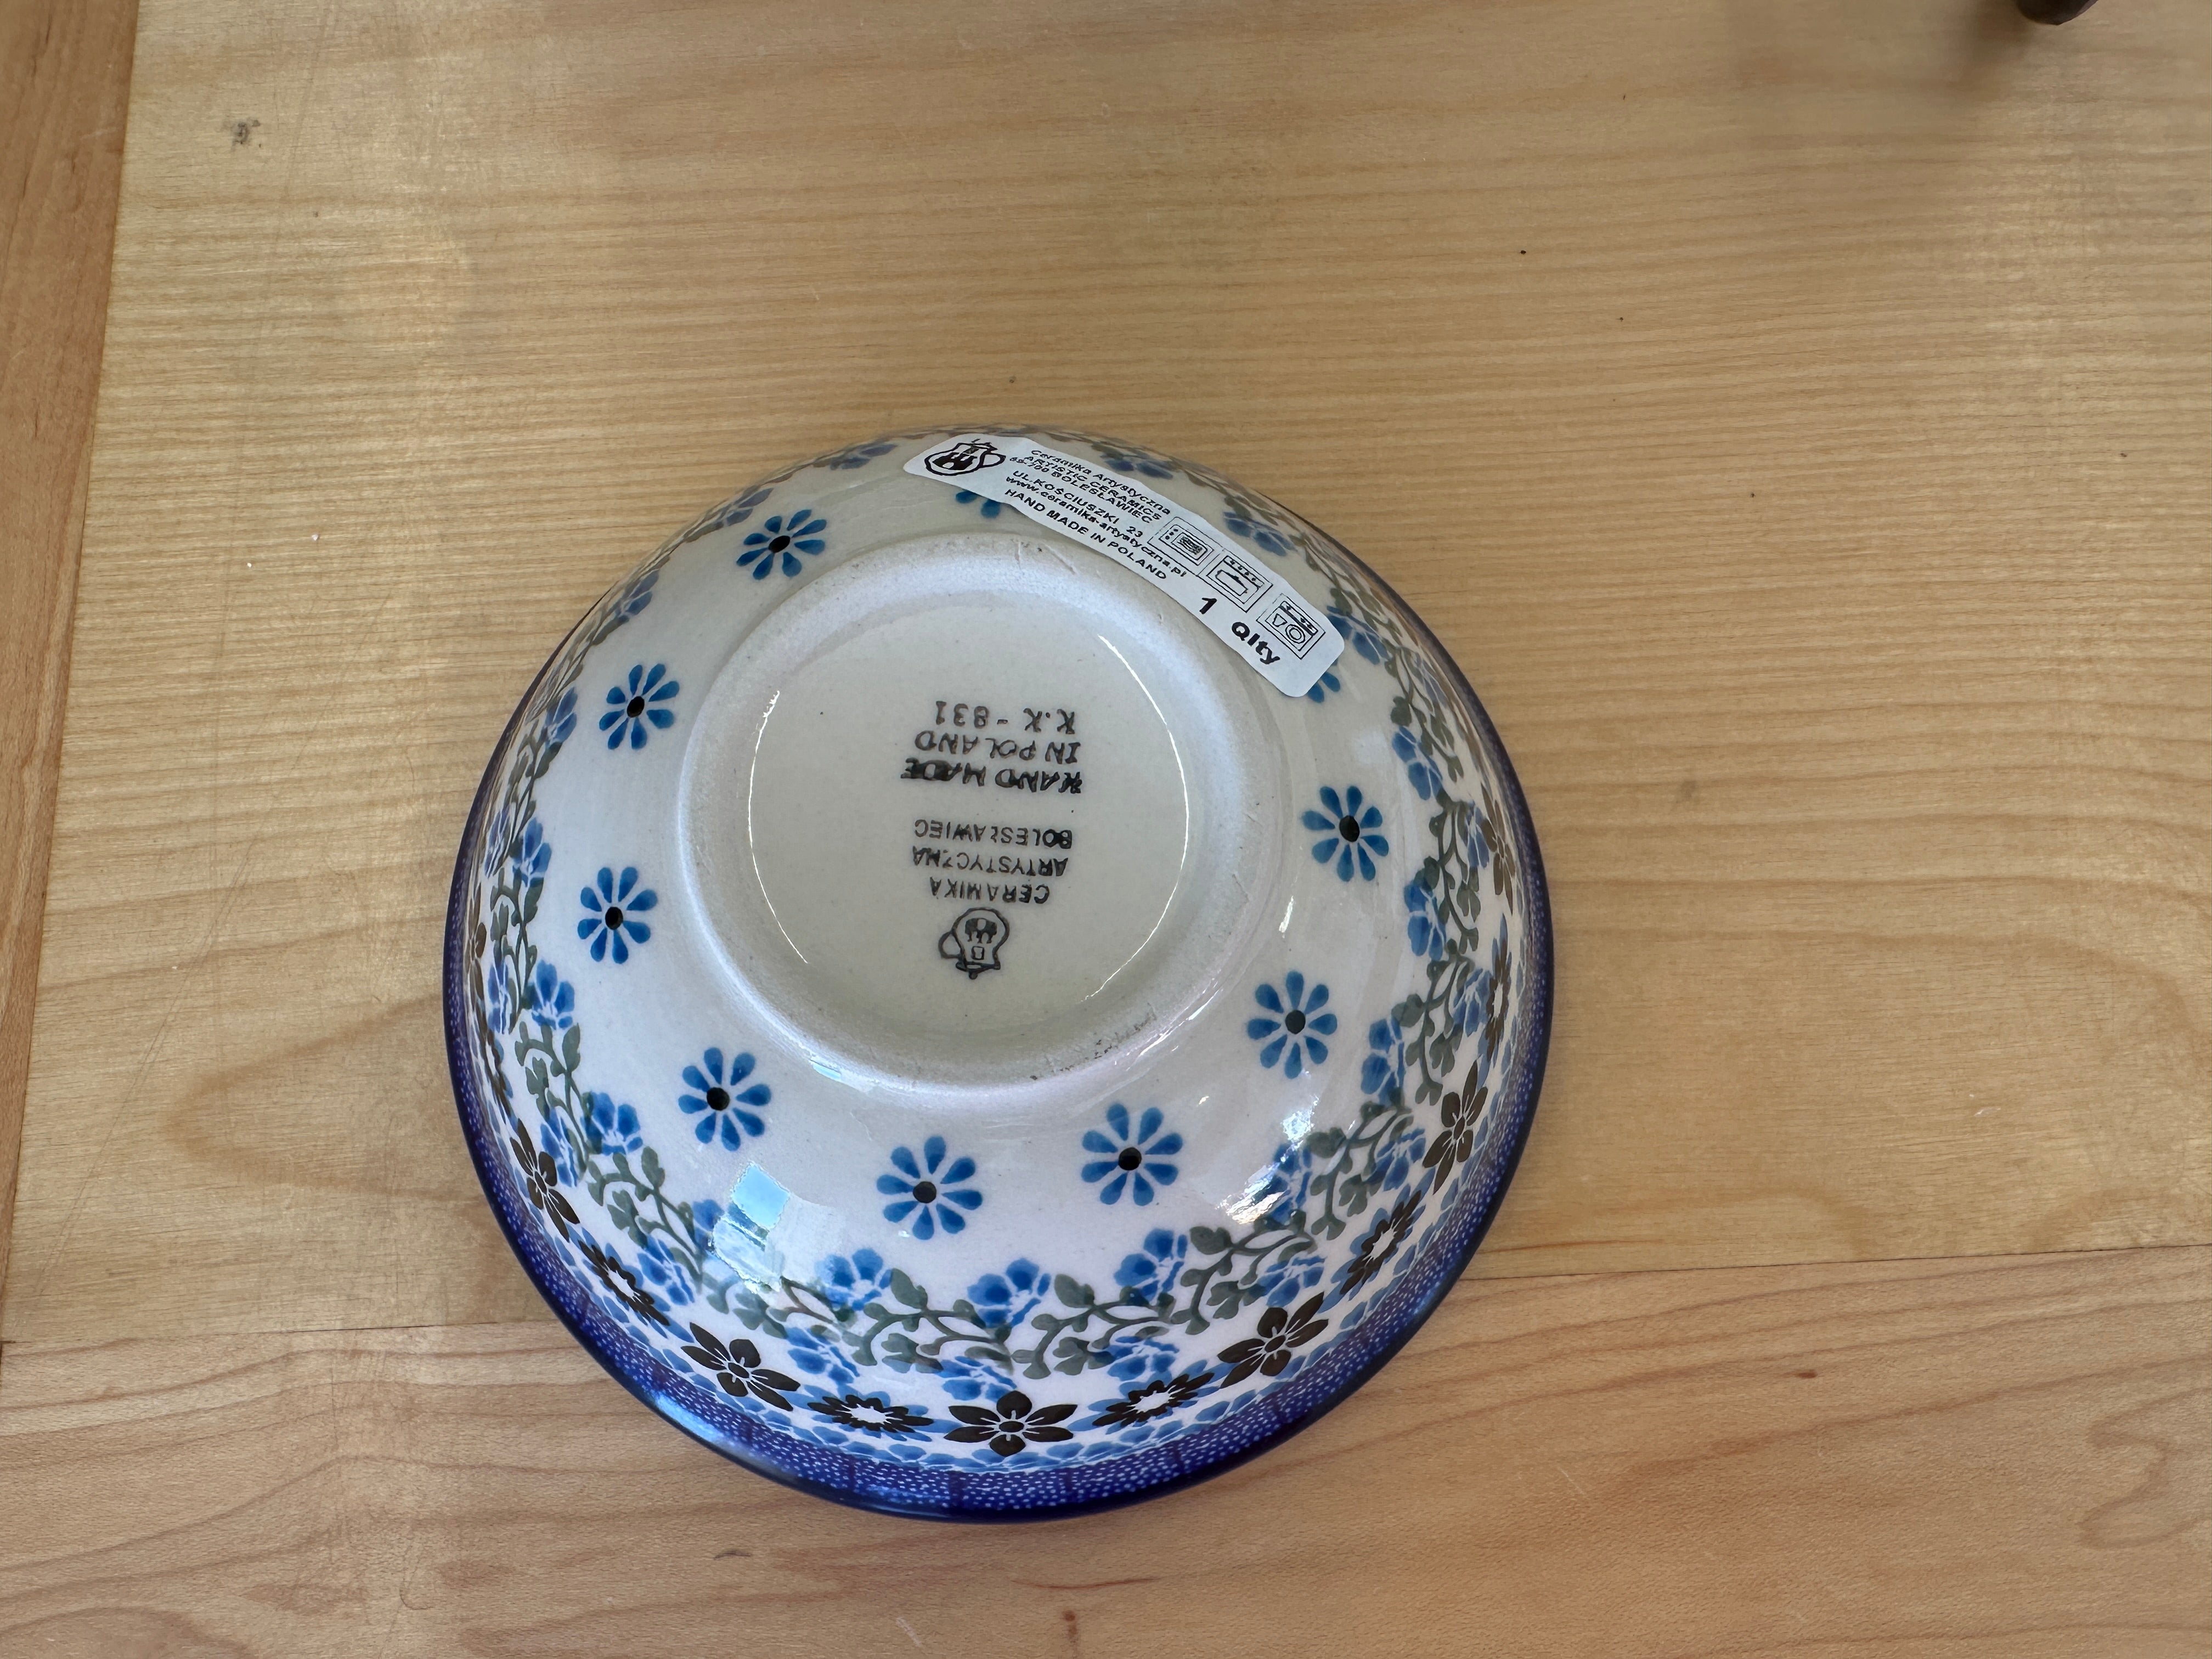 Ceramika Artystyczna
ARTISTIC CERAMICS
59-700 BOLESŁAWIEC
UL.KOŚCIUSZKI 23
www.ceramika-artystyczna.pl
HAND MADE IN POLAND
1 Qlty
CERAMIKA
ARTYSTYCZNA
BOLESŁAWIEC
HAND MADE
IN POLAND
K.K - 831